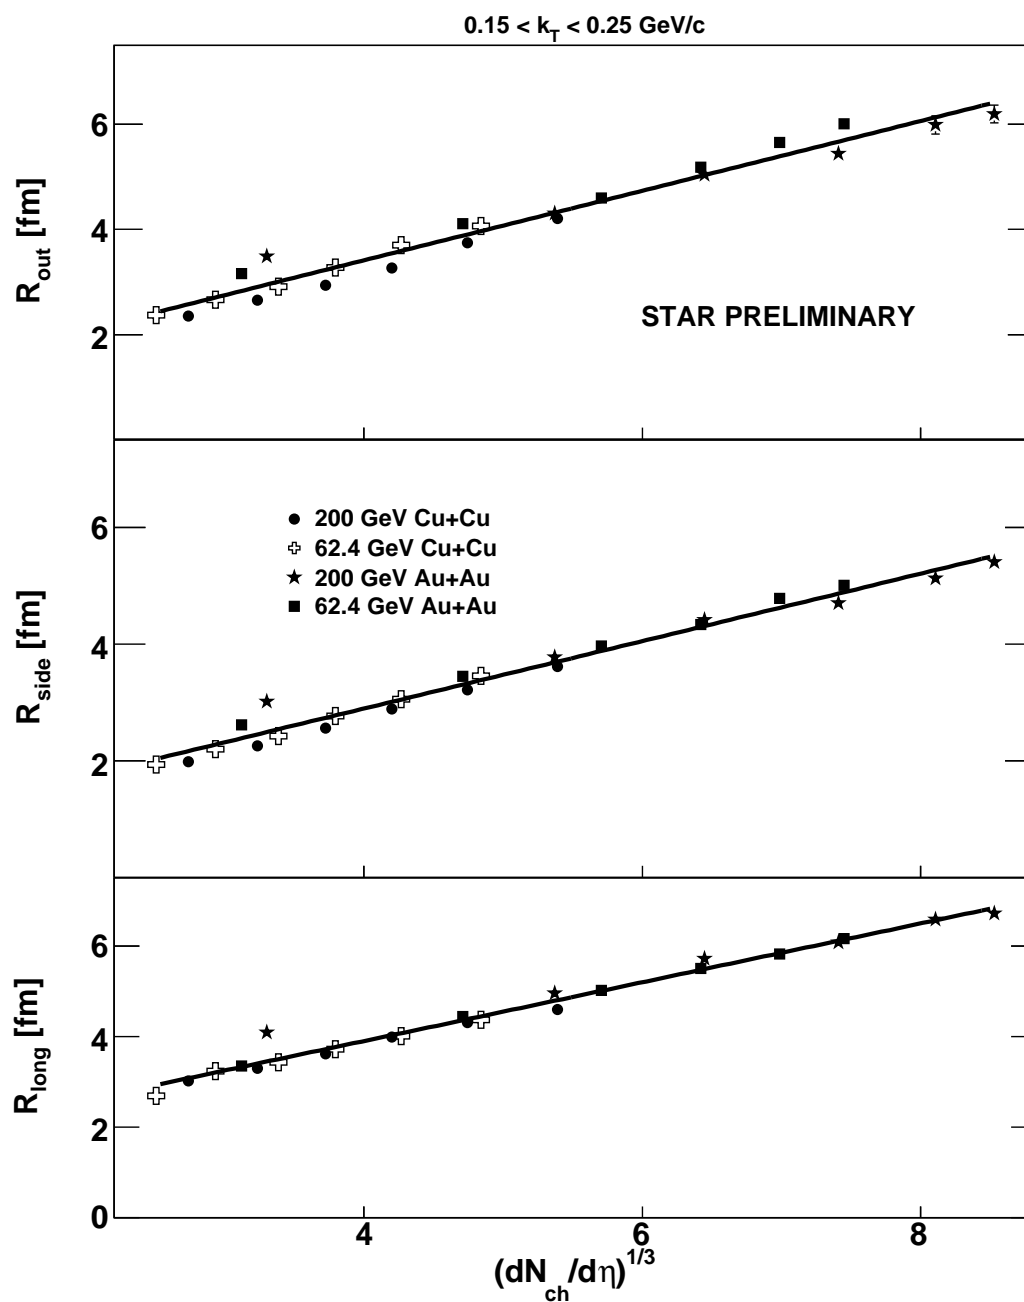 0.15 < k_T < 0.25 GeV/c
6
4
2
R_out [fm]
STAR PRELIMINARY
6
4
2
R_side [fm]
200 GeV Cu+Cu
62.4 GeV Cu+Cu
200 GeV Au+Au
62.4 GeV Au+Au
6
4
2
0
R_long [fm]
4 6 8
(dN_ch/dη)^1/3